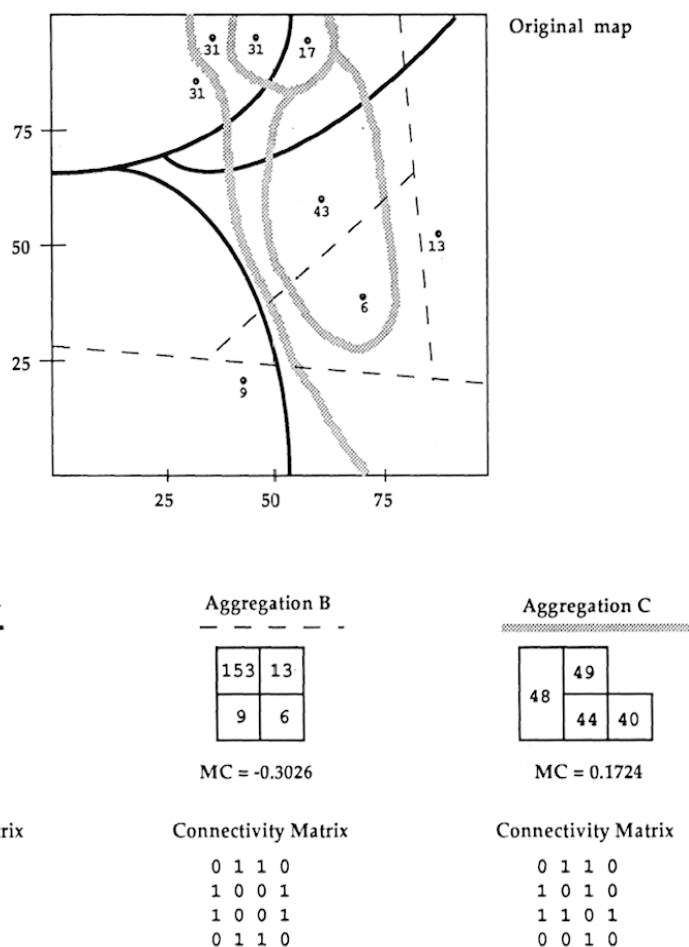 Original map
31 31 17
31
75
43
50
13
6
25
9
25 50 75
Aggregation B Aggregation C
153 13
9 6
49
48
44 40
MC = -0.3026 MC = 0.1724
rix Connectivity Matrix Connectivity Matrix
0 1 1 0 0 1 1 0
1 0 0 1 1 0 1 0
1 0 0 1 1 1 0 1
0 1 1 0 0 0 1 0